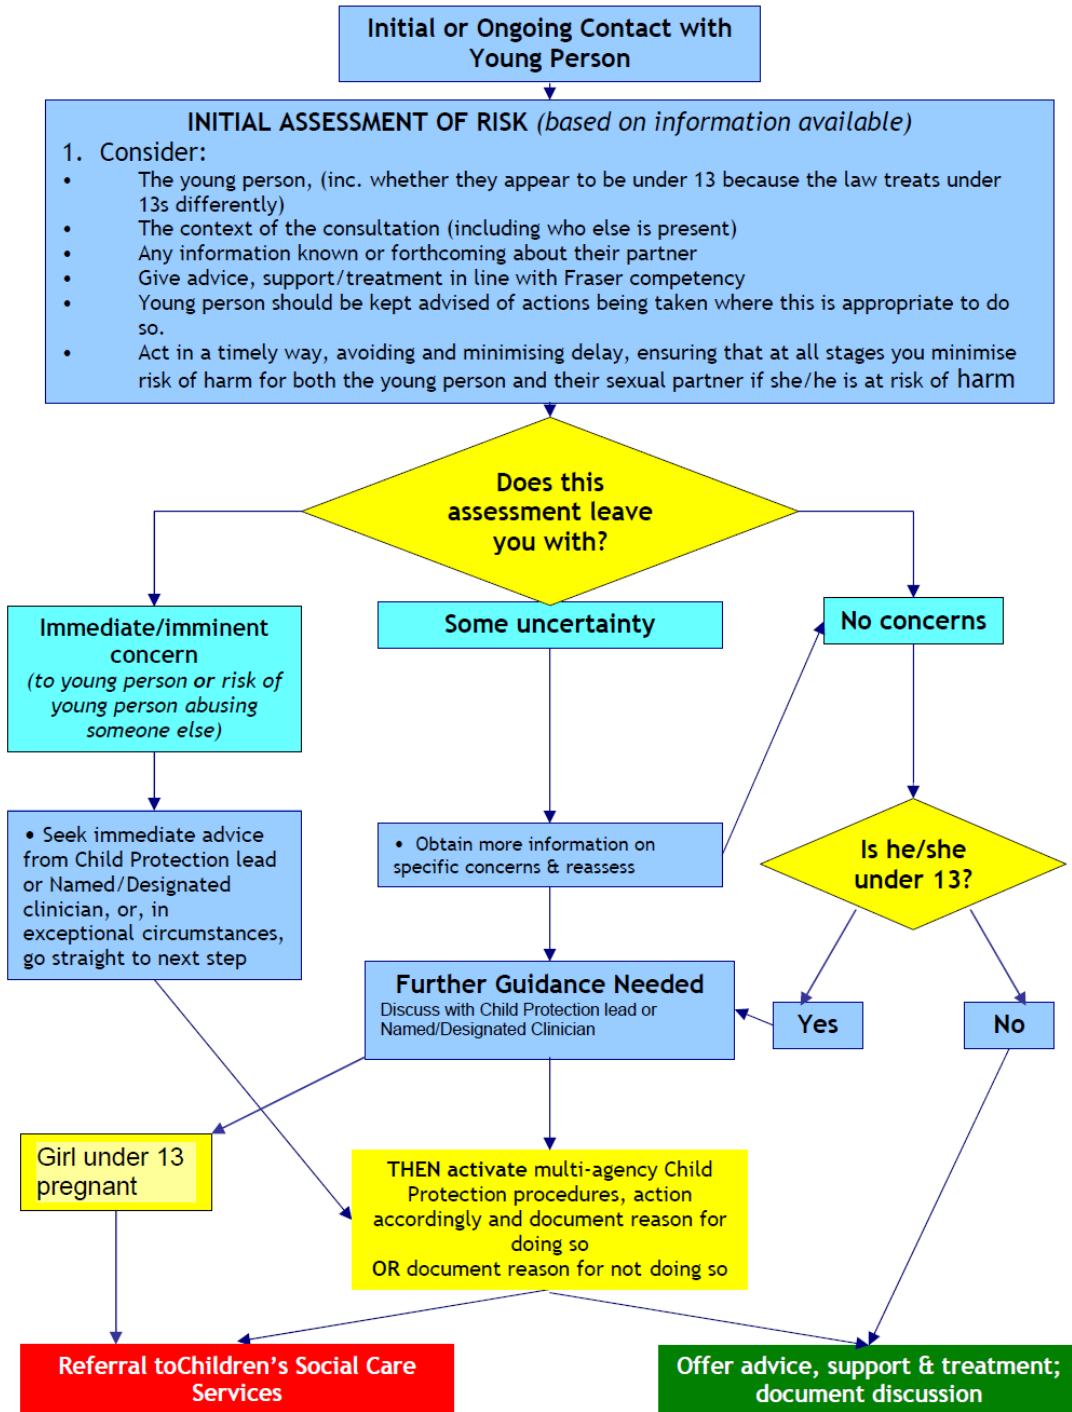 Initial or Ongoing Contact with
Young Person
INITIAL ASSESSMENT OF RISK (based on information available)
1. Consider:
• The young person, (inc. whether they appear to be under 13 because the law treats under
13s differently)
• The context of the consultation (including who else is present)
• Any information known or forthcoming about their partner
• Give advice, support/treatment in line with Fraser competency
• Young person should be kept advised of actions being taken where this is appropriate to do
so.
• Act in a timely way, avoiding and minimising delay, ensuring that at all stages you minimise
risk of harm for both the young person and their sexual partner if she/he is at risk of harm
Does this
assessment leave
you with?
Immediate/imminent
concern
(to young person or risk of
young person abusing
someone else)
Some uncertainty
No concerns
• Seek immediate advice
from Child Protection lead
or Named/Designated
clinician, or, in
exceptional circumstances,
go straight to next step
• Obtain more information on
specific concerns & reassess
Is he/she
under 13?
Further Guidance Needed
Discuss with Child Protection lead or
Named/Designated Clinician
Yes
No
Girl under 13
pregnant
THEN activate multi-agency Child
Protection procedures, action
accordingly and document reason for
doing so
OR document reason for not doing so
Referral toChildren's Social Care
Services
Offer advice, support & treatment;
document discussion